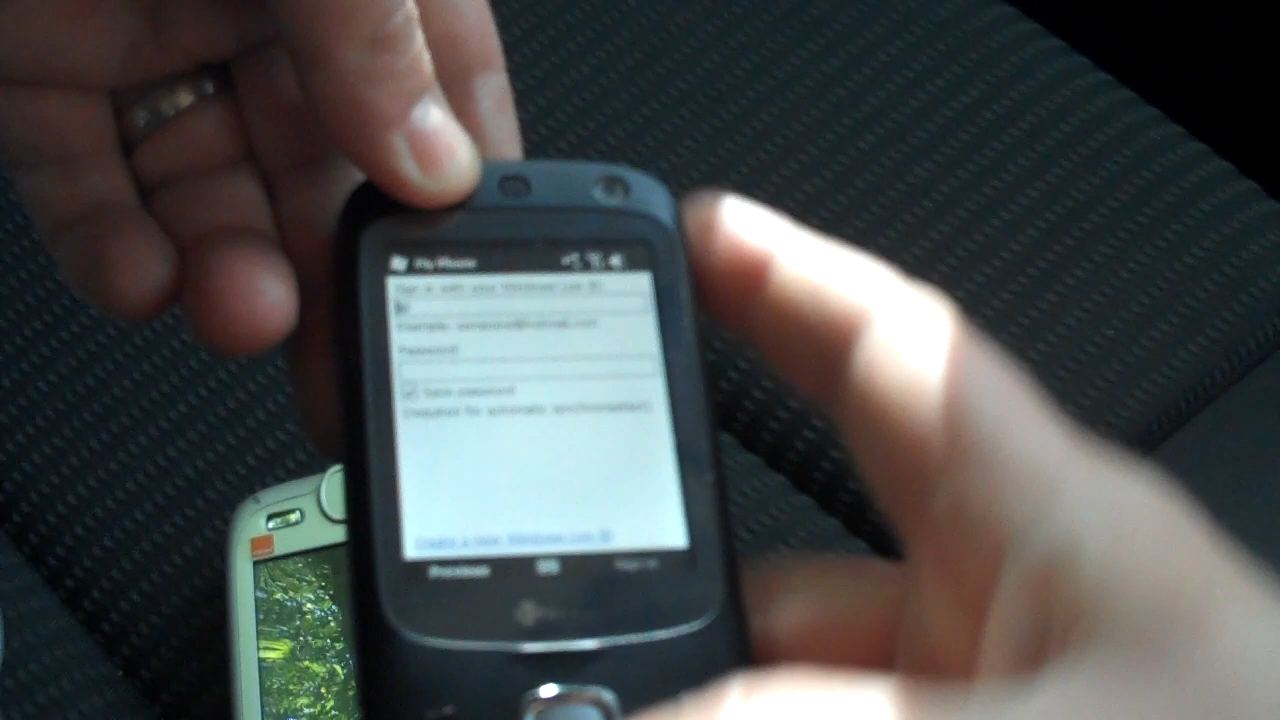 My Phone
Sign in with your Windows Live ID:
Example: someone@hotmail.com
Password:
Save password
(required for automatic synchronisation)
Create a new Windows Live ID
Previous
Sign in